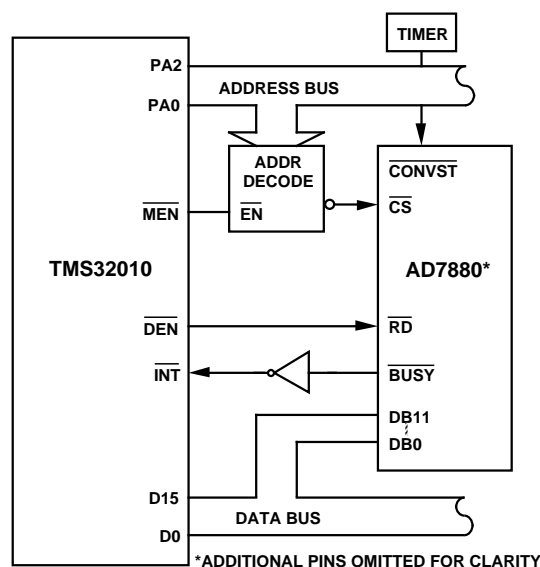 TIMER
PA2
ADDRESS BUS
PA0
ADDR
DECODE
CONVST
MEN
EN
CS
TMS32010
AD7880*
DEN
RD
INT
BUSY
DB11
DB0
D15
DATA BUS
D0
*ADDITIONAL PINS OMITTED FOR CLARITY